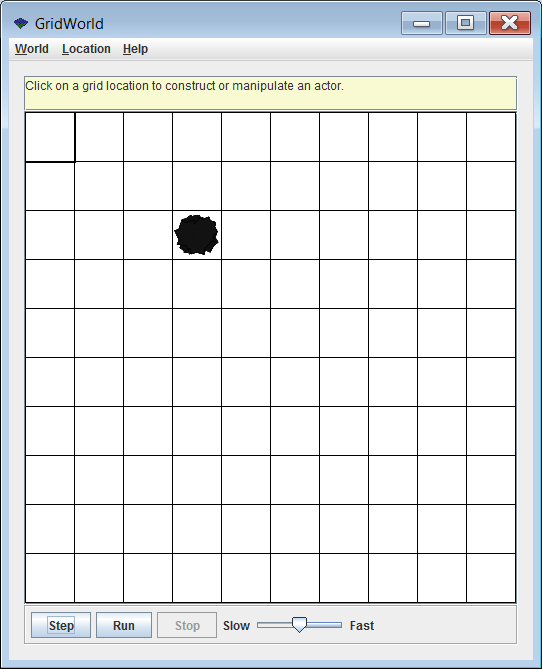 GridWorld
World Location Help
Click on a grid location to construct or manipulate an actor.
Step Run Stop Slow Fast